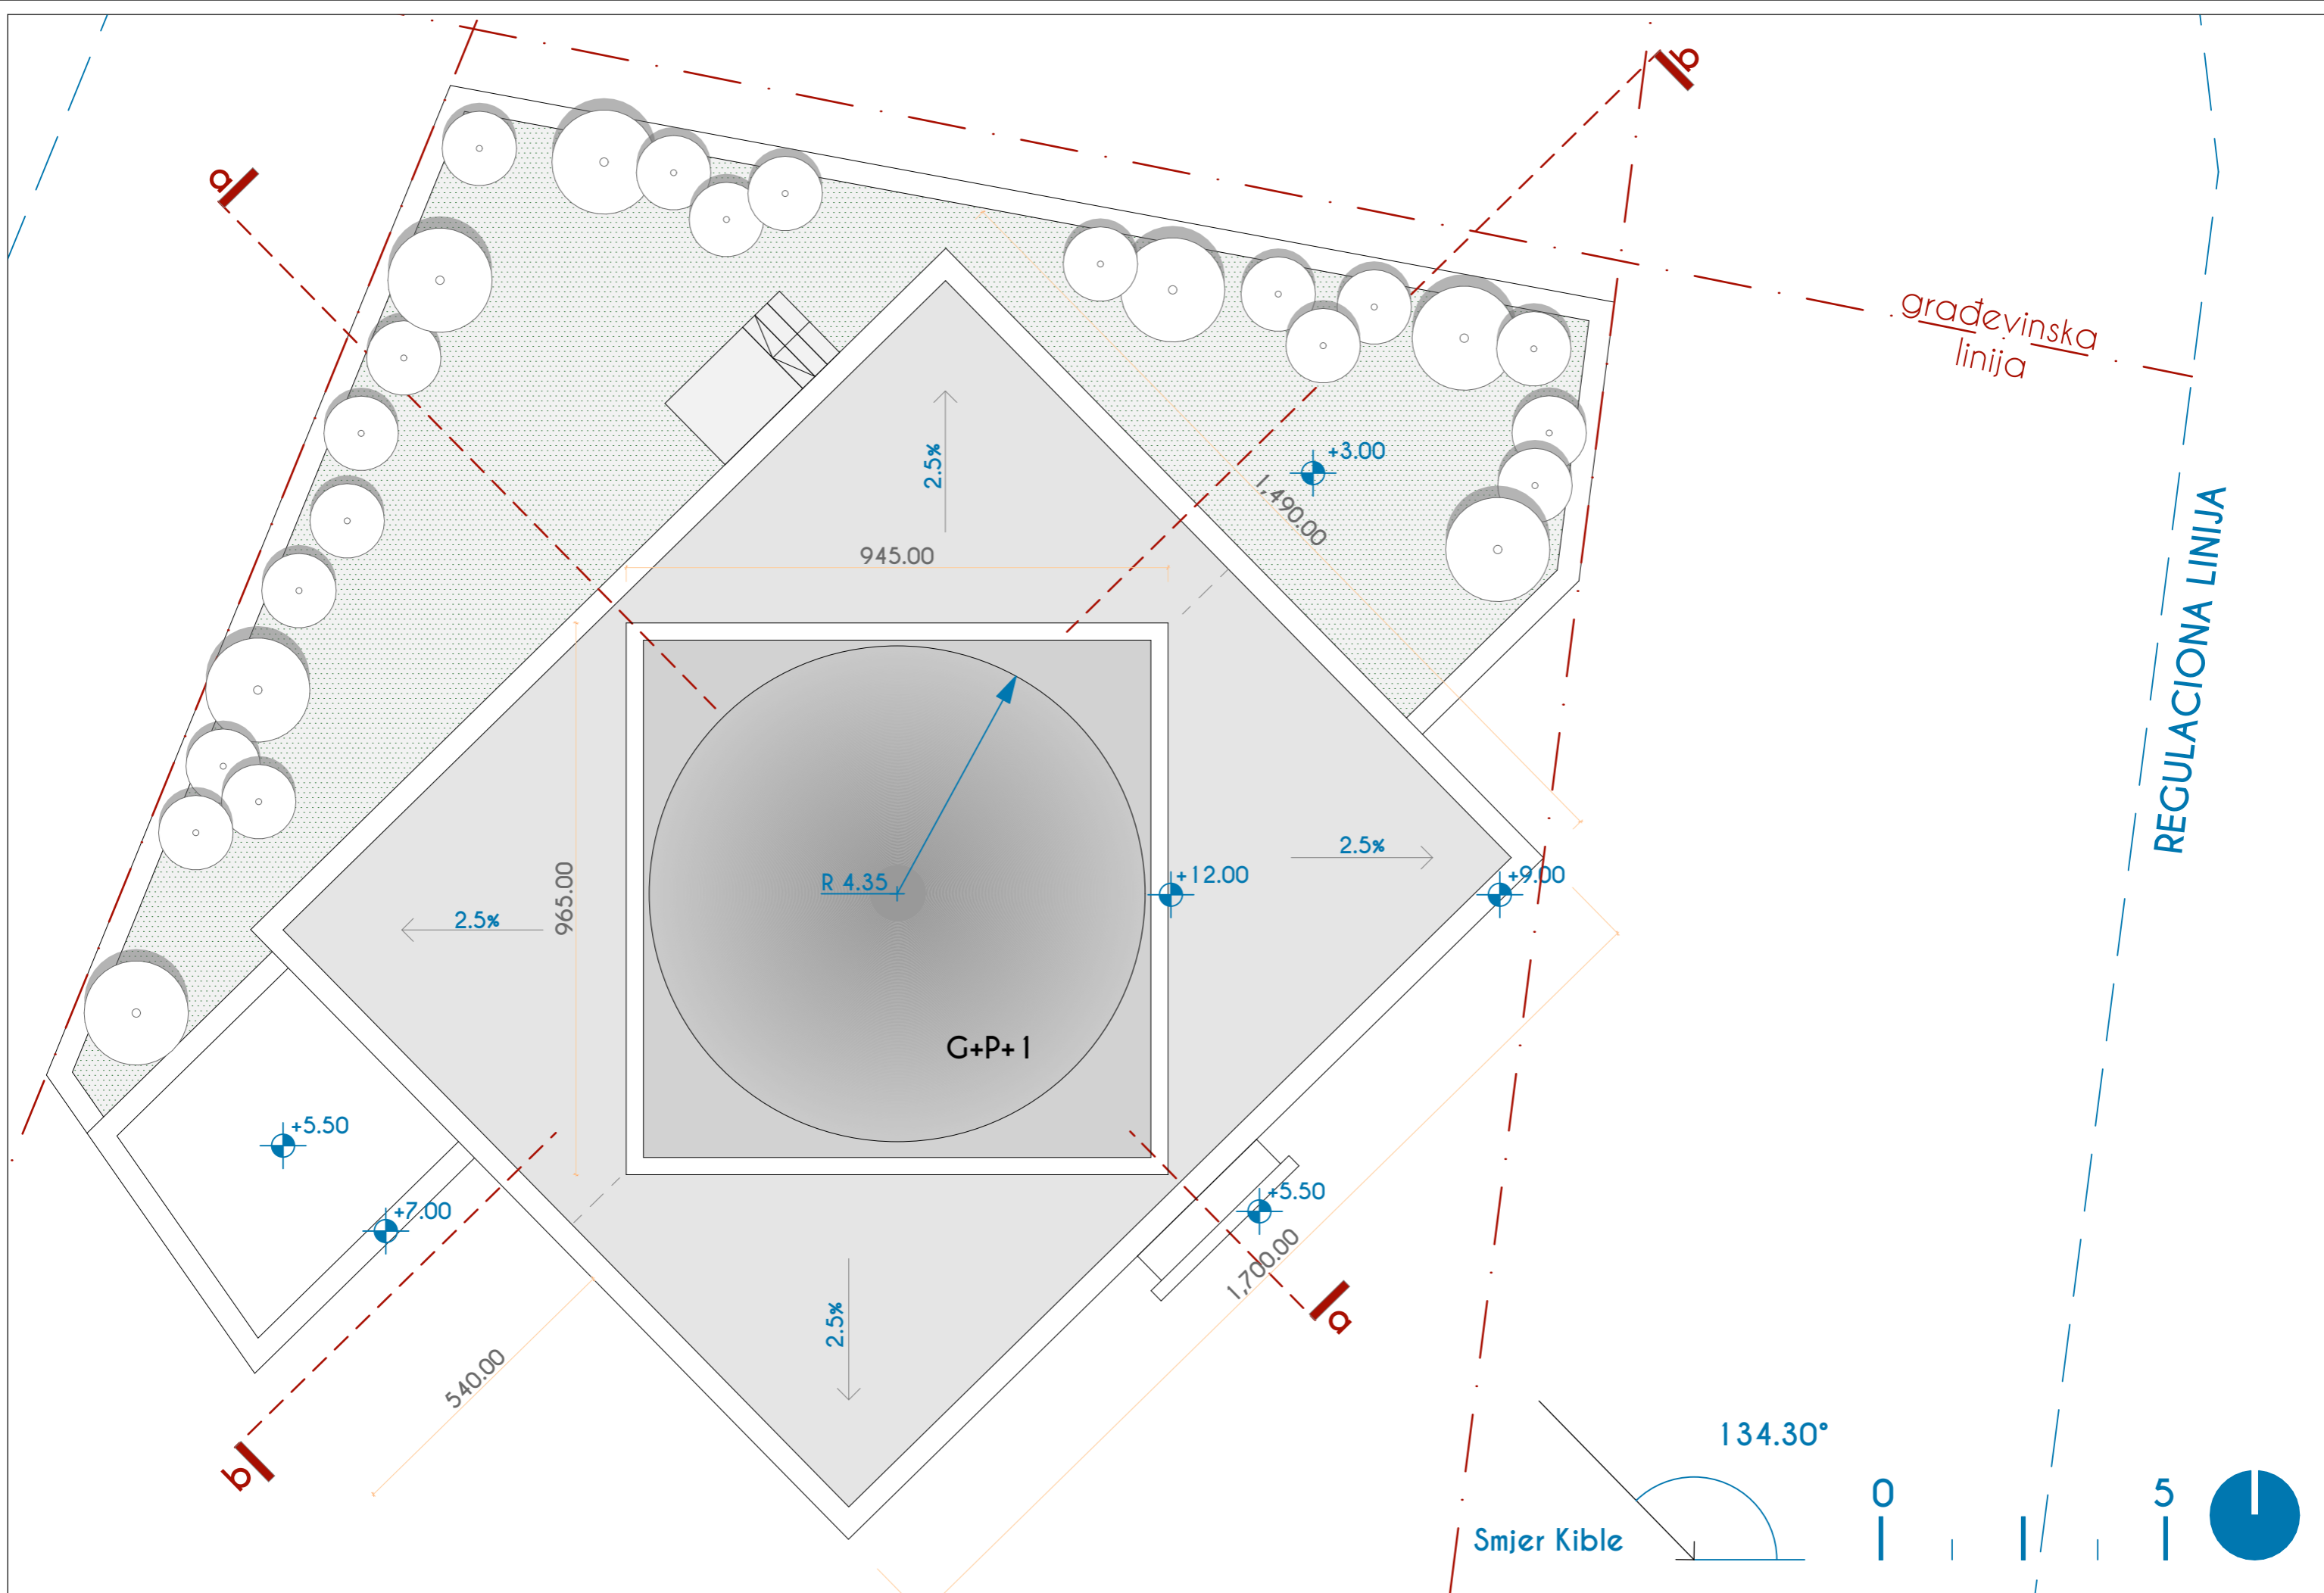 b
a
građevinska
linija
+3.00
2.5%
1,490.00
945.00
REGULACIONA LINIJA
2.5%
+12.00
+9.00
R 4.35
965.00
2.5%
G+P+1
+5.50
+5.50
+7.00
1,700.00
2.5%
a
540.00
134.30°
b
0
5
Smjer Kible